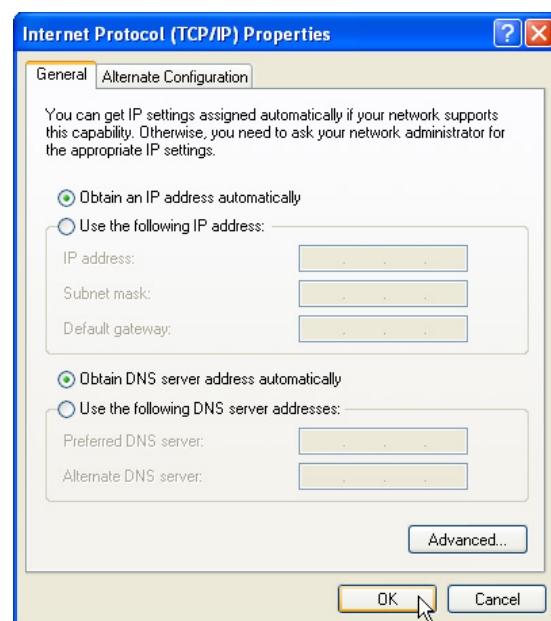 Internet Protocol (TCP/IP) Properties
General
Alternate Configuration
You can get IP settings assigned automatically if your network supports
this capability. Otherwise, you need to ask your network administrator for
the appropriate IP settings.
Obtain an IP address automatically
Use the following IP address:
IP address:
Subnet mask:
Default gateway:
Obtain DNS server address automatically
Use the following DNS server addresses:
Preferred DNS server:
Alternate DNS server:
Advanced...
OK
Cancel